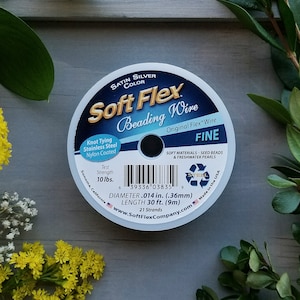 SATIN SILVER
COLOR
Soft Flex
Beading Wire
Original Flex Wire
FINE
Knot Tying
Stainless Steel
Nylon Coated
SOFT MATERIALS · SEED BEADS
& FRESHWATER PEARLS
Strength
10 lbs.
DIAMETER .014 in. (.36mm)
LENGTH 30 ft. (9m)
21 Strands
www.SoftFlexCompany.com